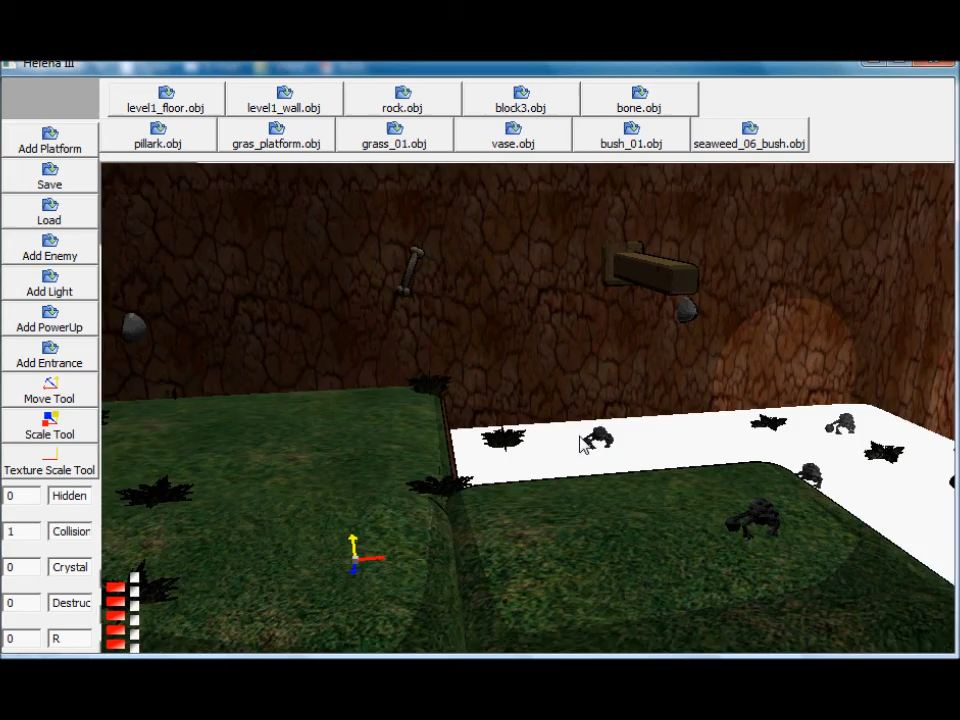 Helena III
level1_floor.obj
level1_wall.obj
rock.obj
block3.obj
bone.obj
pillark.obj
gras_platform.obj
grass_01.obj
vase.obj
bush_01.obj
seaweed_06_bush.obj
Add Platform
Save
Load
Add Enemy
Add Light
Add PowerUp
Add Entrance
Move Tool
Scale Tool
Texture Scale Tool
0 Hidden
1 Collision
0 Crystal
0 Destruc
0 R